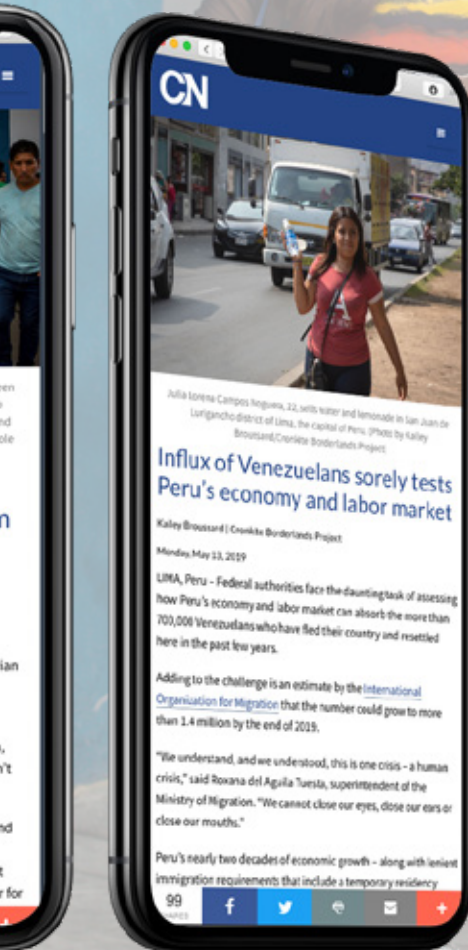 een
nd
ole
m
ian
,
n't
nd
t
r for
CN
Julia Lorena Campos Noguera, 22, sells water and lemonade in San Juan de
Lurigancho district of Lima, the capital of Peru. (Photo by Kailey
Broussard/Cronkite Borderlands Project
Influx of Venezuelans sorely tests
Peru's economy and labor market
Kailey Broussard | Cronkite Borderlands Project
Monday, May 13, 2019
LIMA, Peru – Federal authorities face the daunting task of assessing
how Peru's economy and labor market can absorb the more than
700,000 Venezuelans who have fled their country and resettled
here in the past few years.
Adding to the challenge is an estimate by the International
Organization for Migration that the number could grow to more
than 1.4 million by the end of 2019.
"We understand, and we understood, this is one crisis – a human
crisis," said Roxana del Aguila Tuesta, superintendent of the
Ministry of Migration. "We cannot close our eyes, close our ears or
close our mouths."
Peru's nearly two decades of economic growth – along with lenient
immigration requirements that include a temporary residency
99
SHARES